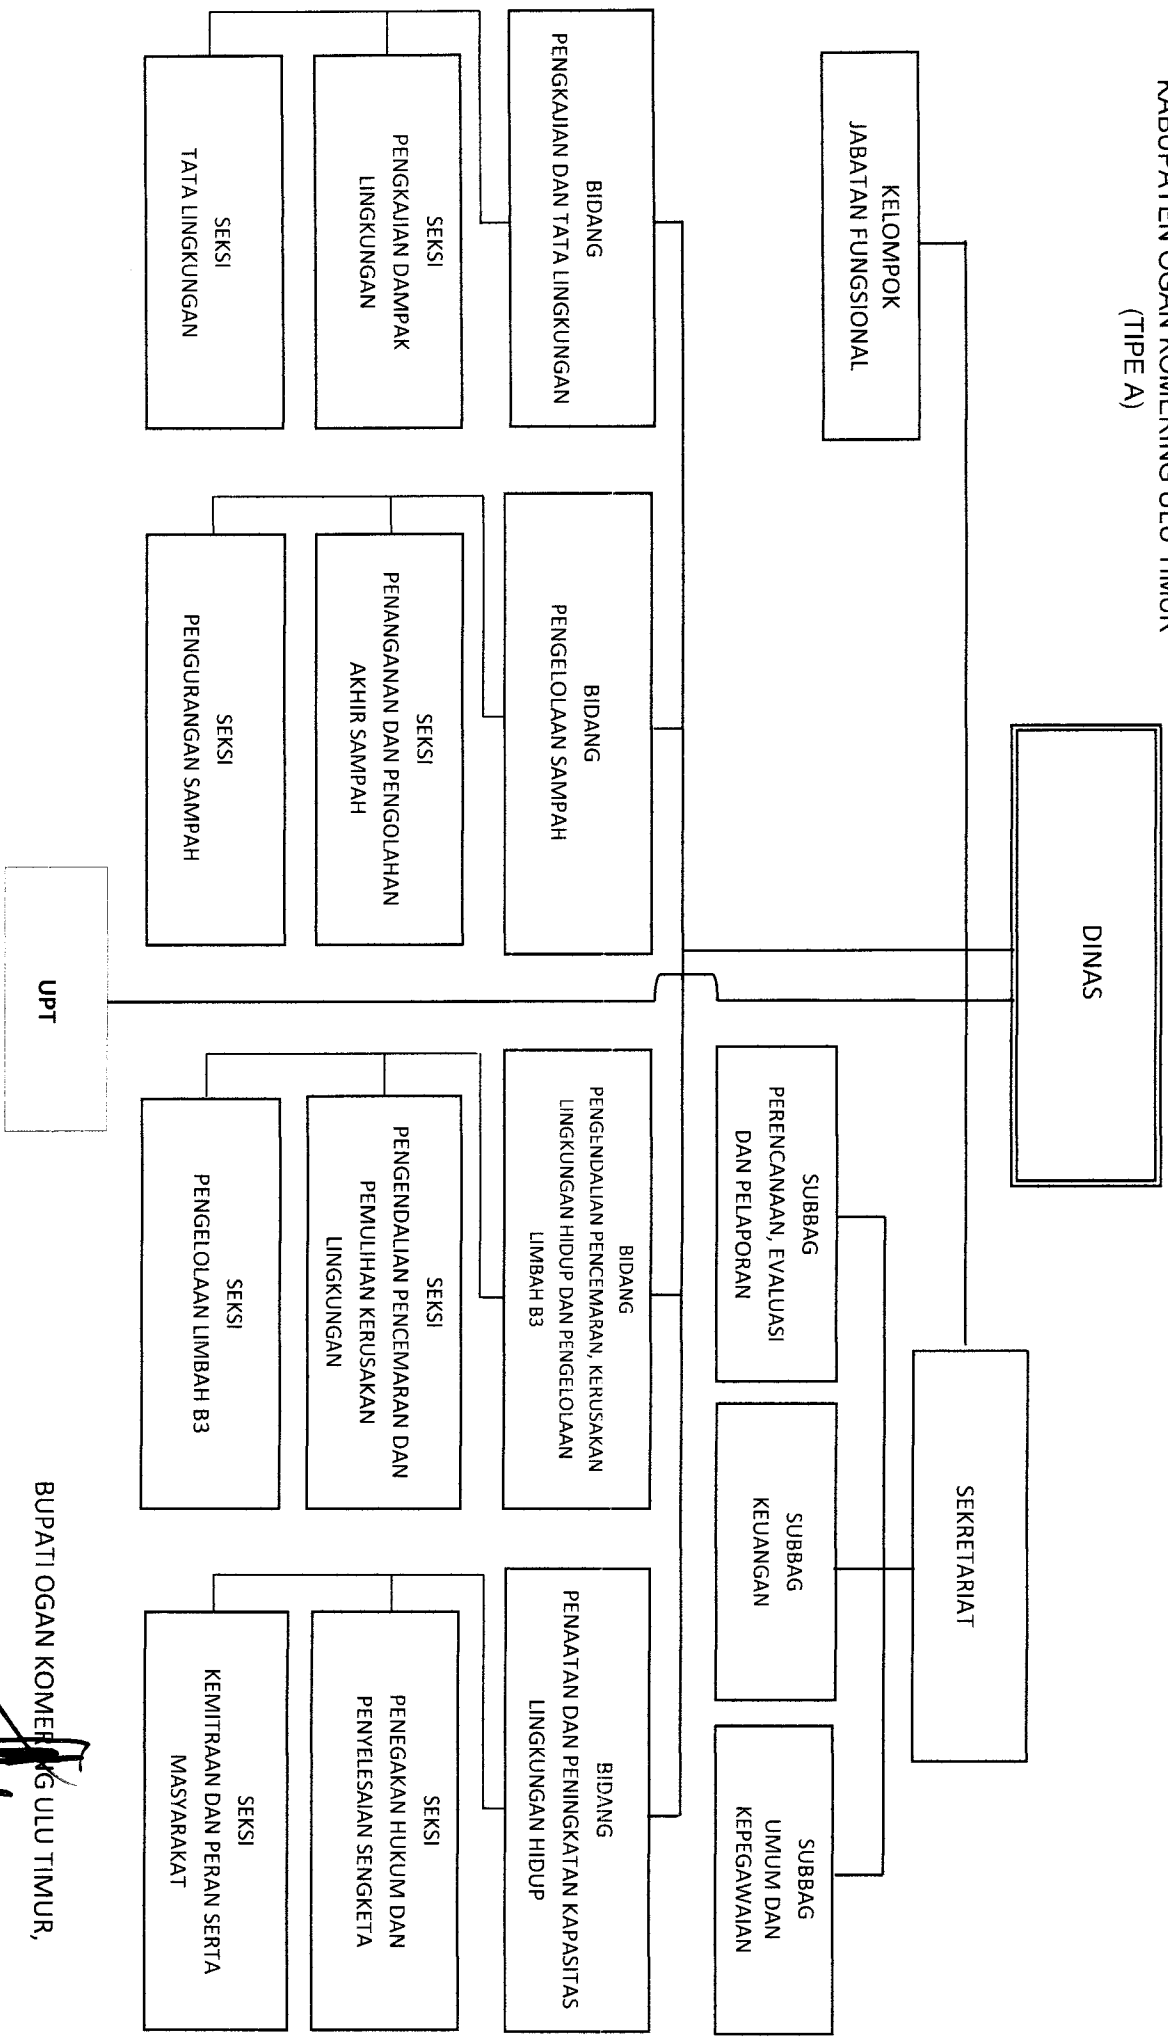 KABUPATEN OGAN KOMERING ULU TIMUR
(TIPE A)
DINAS
KELOMPOK
JABATAN FUNGSIONAL
SEKRETARIAT
SUBBAG
PERENCANAAN, EVALUASI
DAN PELAPORAN
SUBBAG
KEUANGAN
SUBBAG
UMUM DAN
KEPEGAWAIAN
BIDANG
PENGKAJIAN DAN TATA LINGKUNGAN
BIDANG
PENGELOLAAN SAMPAH
BIDANG
PENGENDALIAN PENCEMARAN, KERUSAKAN
LINGKUNGAN HIDUP DAN PENGELOLAAN
LIMBAH B3
BIDANG
PENAATAN DAN PENINGKATAN KAPASITAS
LINGKUNGAN HIDUP
SEKSI
PENGKAJIAN DAMPAK
LINGKUNGAN
SEKSI
PENANGANAN DAN PENGOLAHAN
AKHIR SAMPAH
SEKSI
PENGENDALIAN PENCEMARAN DAN
PEMULIHAN KERUSAKAN
LINGKUNGAN
SEKSI
PENEGAKAN HUKUM DAN
PENYELESAIAN SENGKETA
SEKSI
TATA LINGKUNGAN
SEKSI
PENGURANGAN SAMPAH
SEKSI
PENGELOLAAN LIMBAH B3
SEKSI
KEMITRAAN DAN PERAN SERTA
MASYARAKAT
UPT
BUPATI OGAN KOMERING ULU TIMUR,